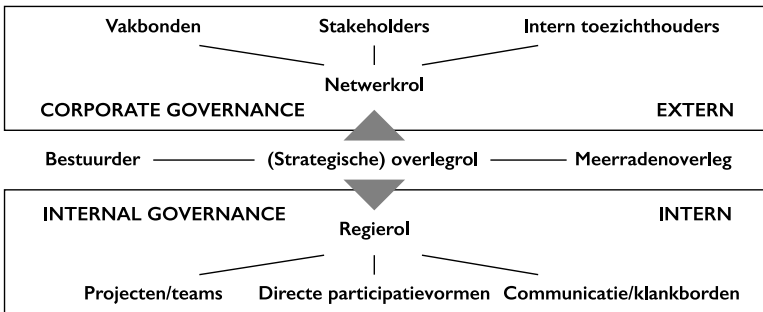 Vakbonden Stakeholders Intern toezichthouders
Netwerkrol
CORPORATE GOVERNANCE EXTERN
Bestuurder (Strategische) overlegrol Meerradenoverleg
INTERNAL GOVERNANCE INTERN
Regierol
Projecten/teams Directe participatievormen Communicatie/klankborden